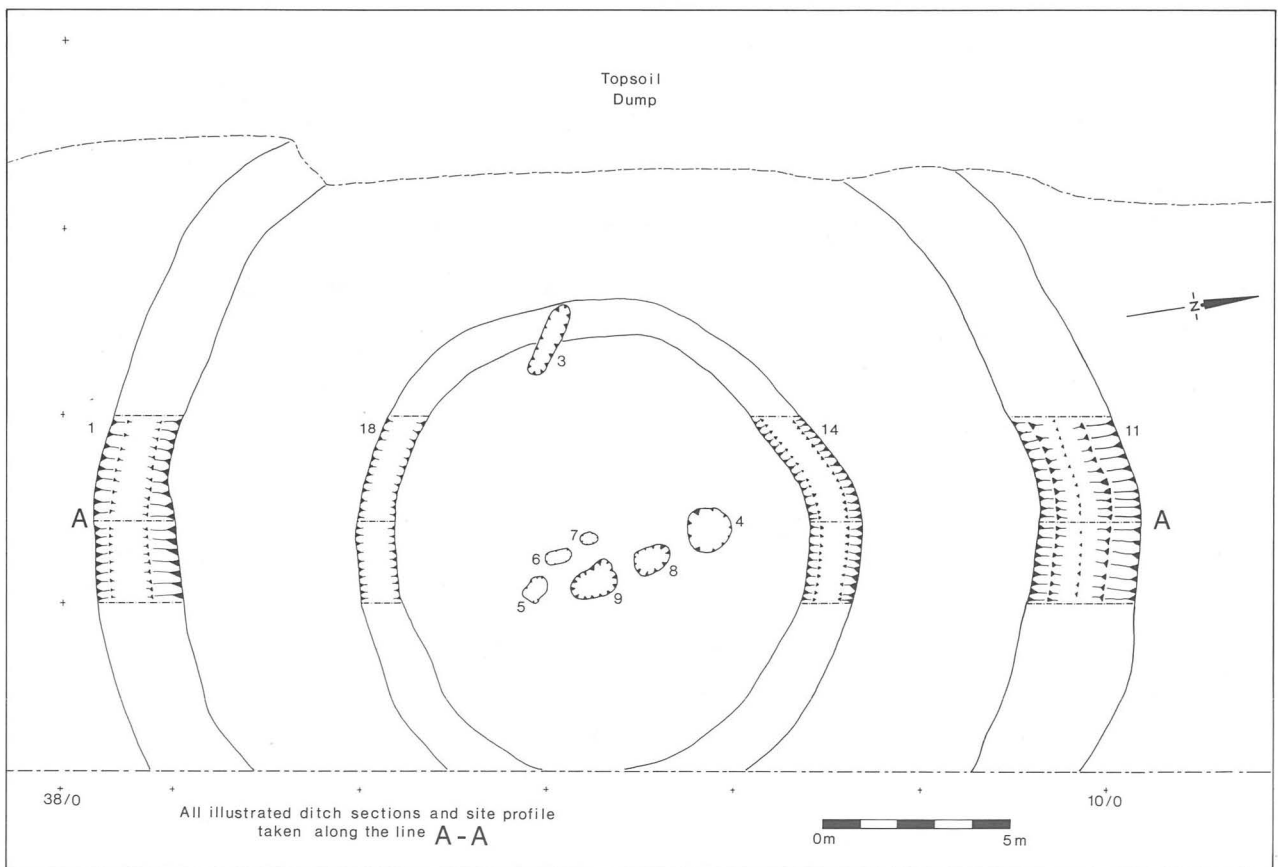 Topsoil
Dump
N
3
1
18
14
11
A
A
4
7
6
8
5
9
38/0
10/0
All illustrated ditch sections and site profile
taken along the line A-A
0m
5m